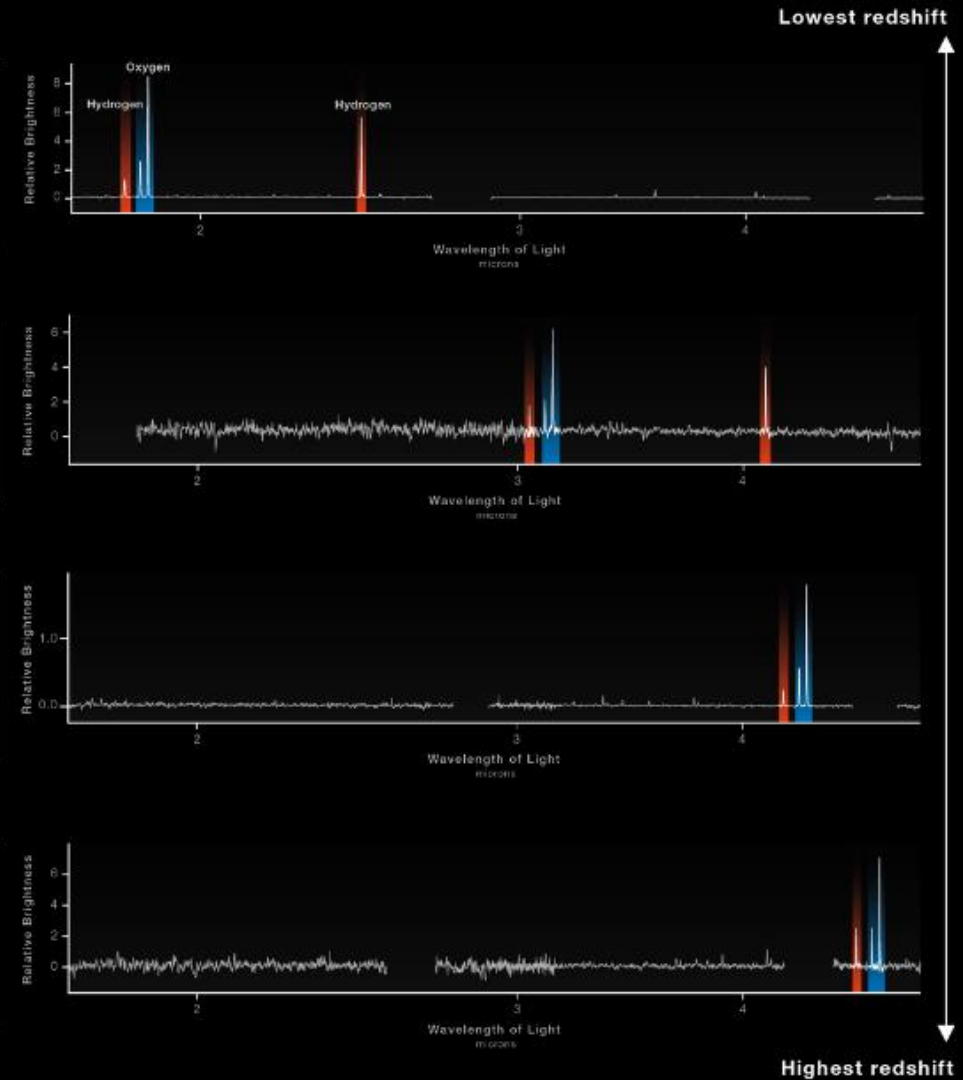 Lowest redshift
Oxygen
Hydrogen
Hydrogen
Relative Brightness
8
6
4
2
0
2
3
4
Wavelength of Light
microns
Relative Brightness
6
4
2
0
2
3
4
Wavelength of Light
microns
Relative Brightness
1.0
0.0
2
3
4
Wavelength of Light
microns
Relative Brightness
6
4
2
0
2
3
4
Wavelength of Light
microns
Highest redshift